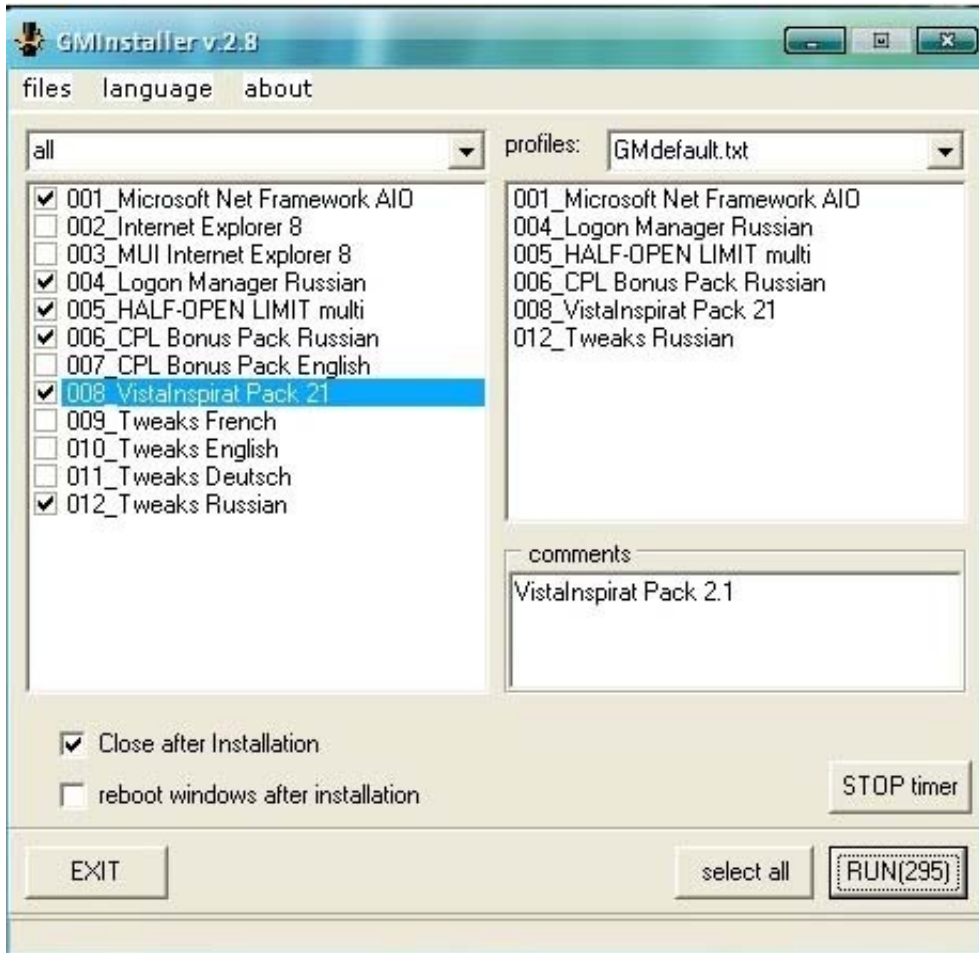 GMInstaller v.2.8
files language about
all
001_Microsoft Net Framework AIO
002_Internet Explorer 8
003_MUI Internet Explorer 8
004_Logon Manager Russian
005_HALF-OPEN LIMIT multi
006_CPL Bonus Pack Russian
007_CPL Bonus Pack English
008_VistaInspirat Pack 21
009_Tweaks French
010_Tweaks English
011_Tweaks Deutsch
012_Tweaks Russian
profiles: GMdefault.txt
001_Microsoft Net Framework AIO
004_Logon Manager Russian
005_HALF-OPEN LIMIT multi
006_CPL Bonus Pack Russian
008_VistaInspirat Pack 21
012_Tweaks Russian
comments
VistaInspirat Pack 2.1
Close after Installation
reboot windows after installation
STOP timer
EXIT
select all
RUN(295)